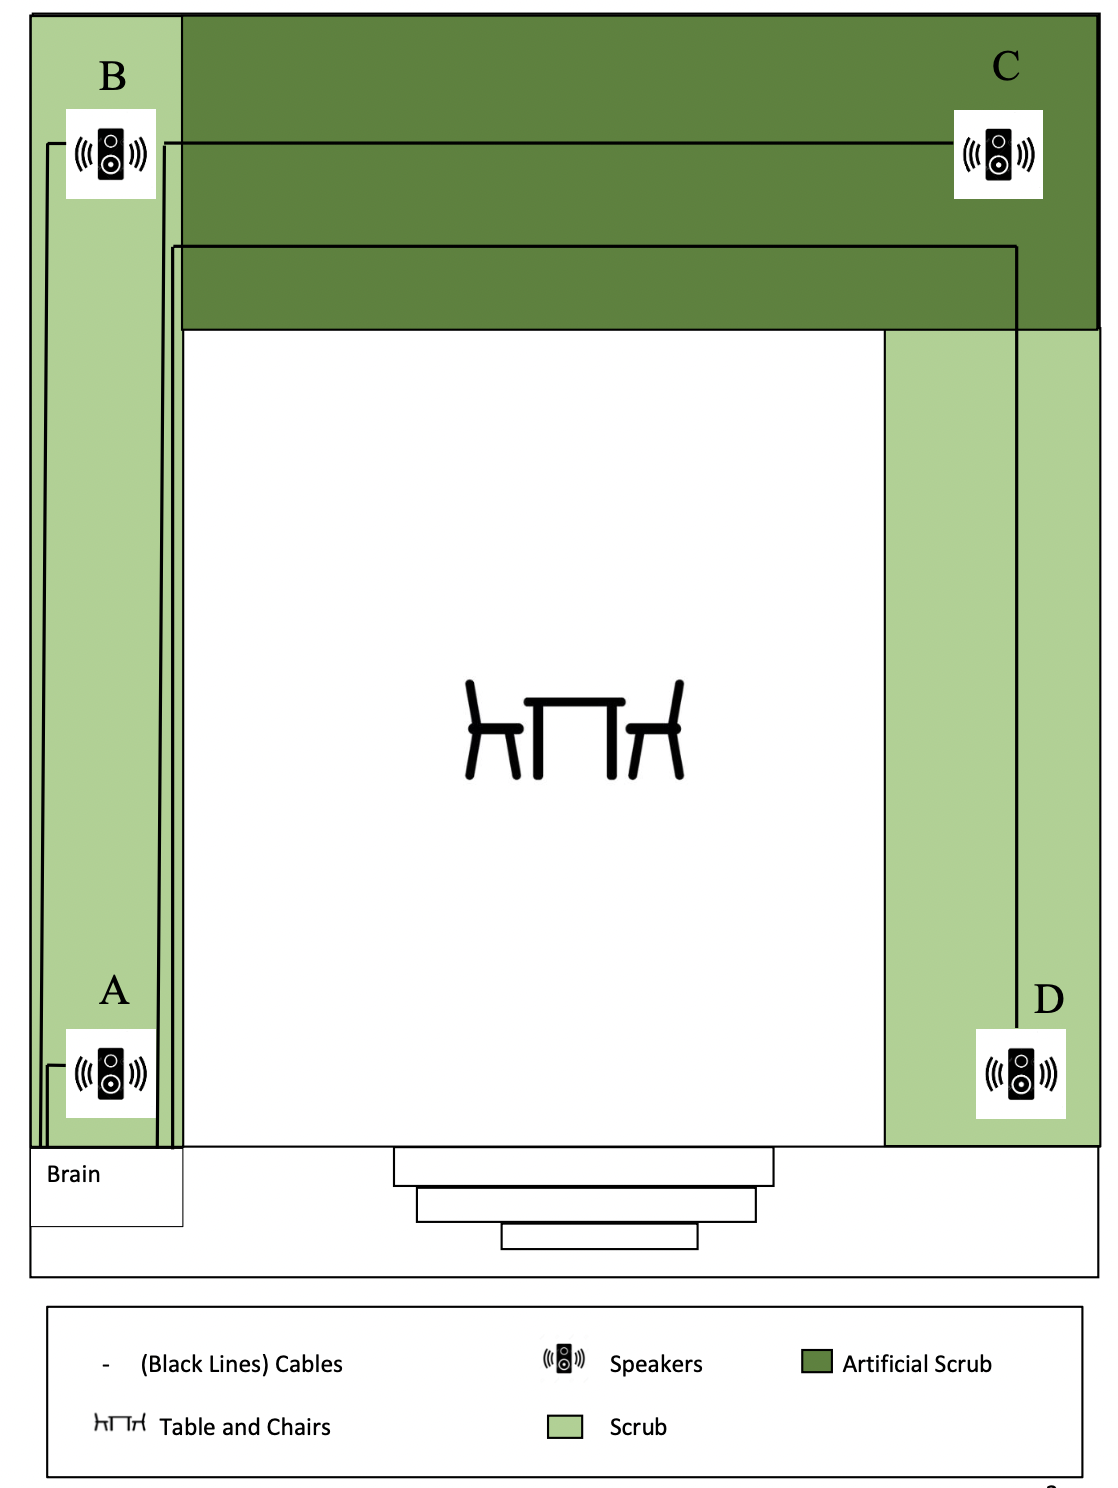 B
C
A
D
Brain
- (Black Lines) Cables
Speakers
Artificial Scrub
Table and Chairs
Scrub